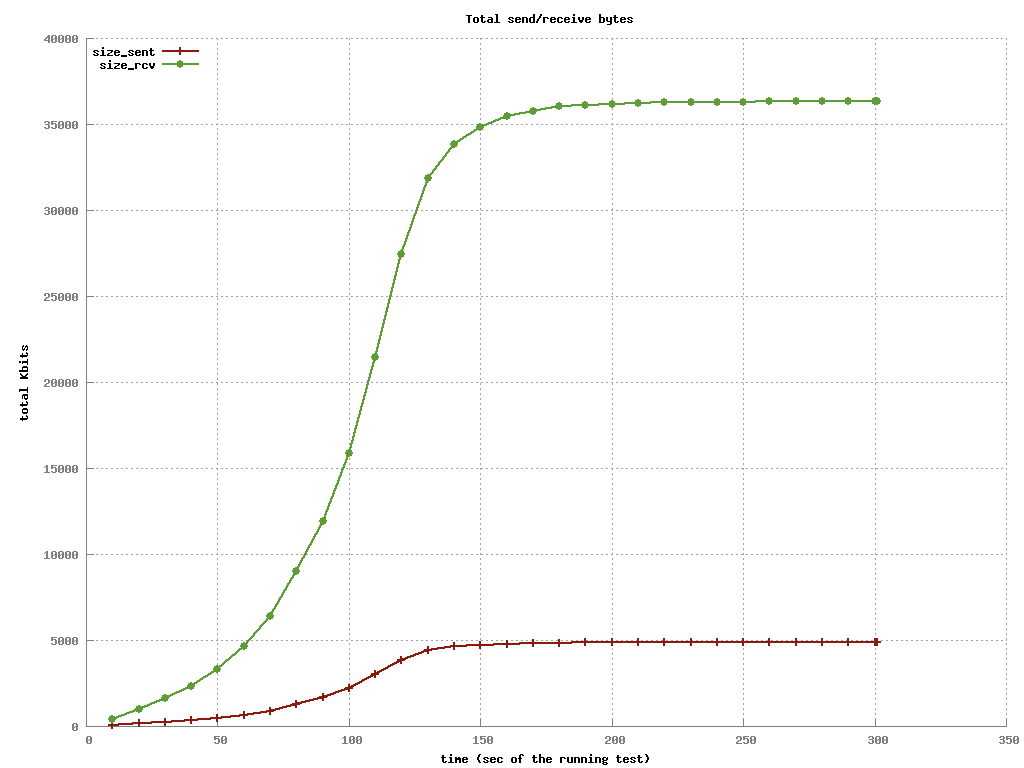 Total send/receive bytes
40000
size_sent
size_rcv
35000
30000
25000
total Kbits
20000
15000
10000
5000
0
0 50 100 150 200 250 300 350
time (sec of the running test)